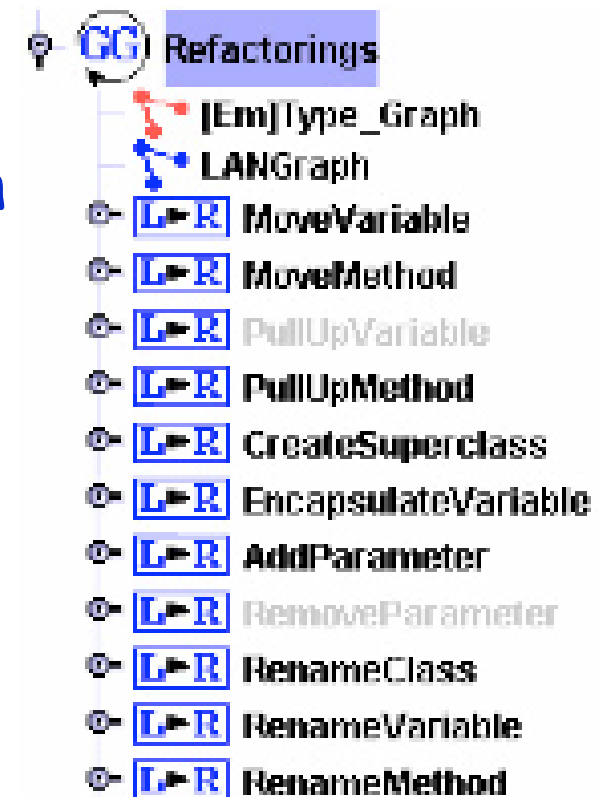 GG Refactorings
[Em]Type_Graph
LANGraph
L R MoveVariable
L R MoveMethod
L R PullUpVariable
L R PullUpMethod
L R CreateSuperclass
L R EncapsulateVariable
L R AddParameter
L R RemoveParameter
L R RenameClass
L R RenameVariable
L R RenameMethod